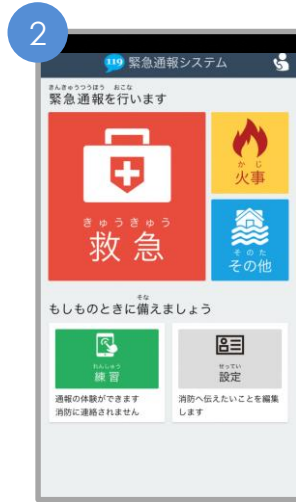 2
119 緊急通報システム
きんきゅうつうほう おこな
緊急通報を行います
きゅうきゅう
救急
かじ
火事
そのた
その他
そな
もしものときに備えましょう
れんしゅう
練習
せってい
設定
通報の体験ができます
消防に連絡されません
消防へ伝えたいことを編集
します